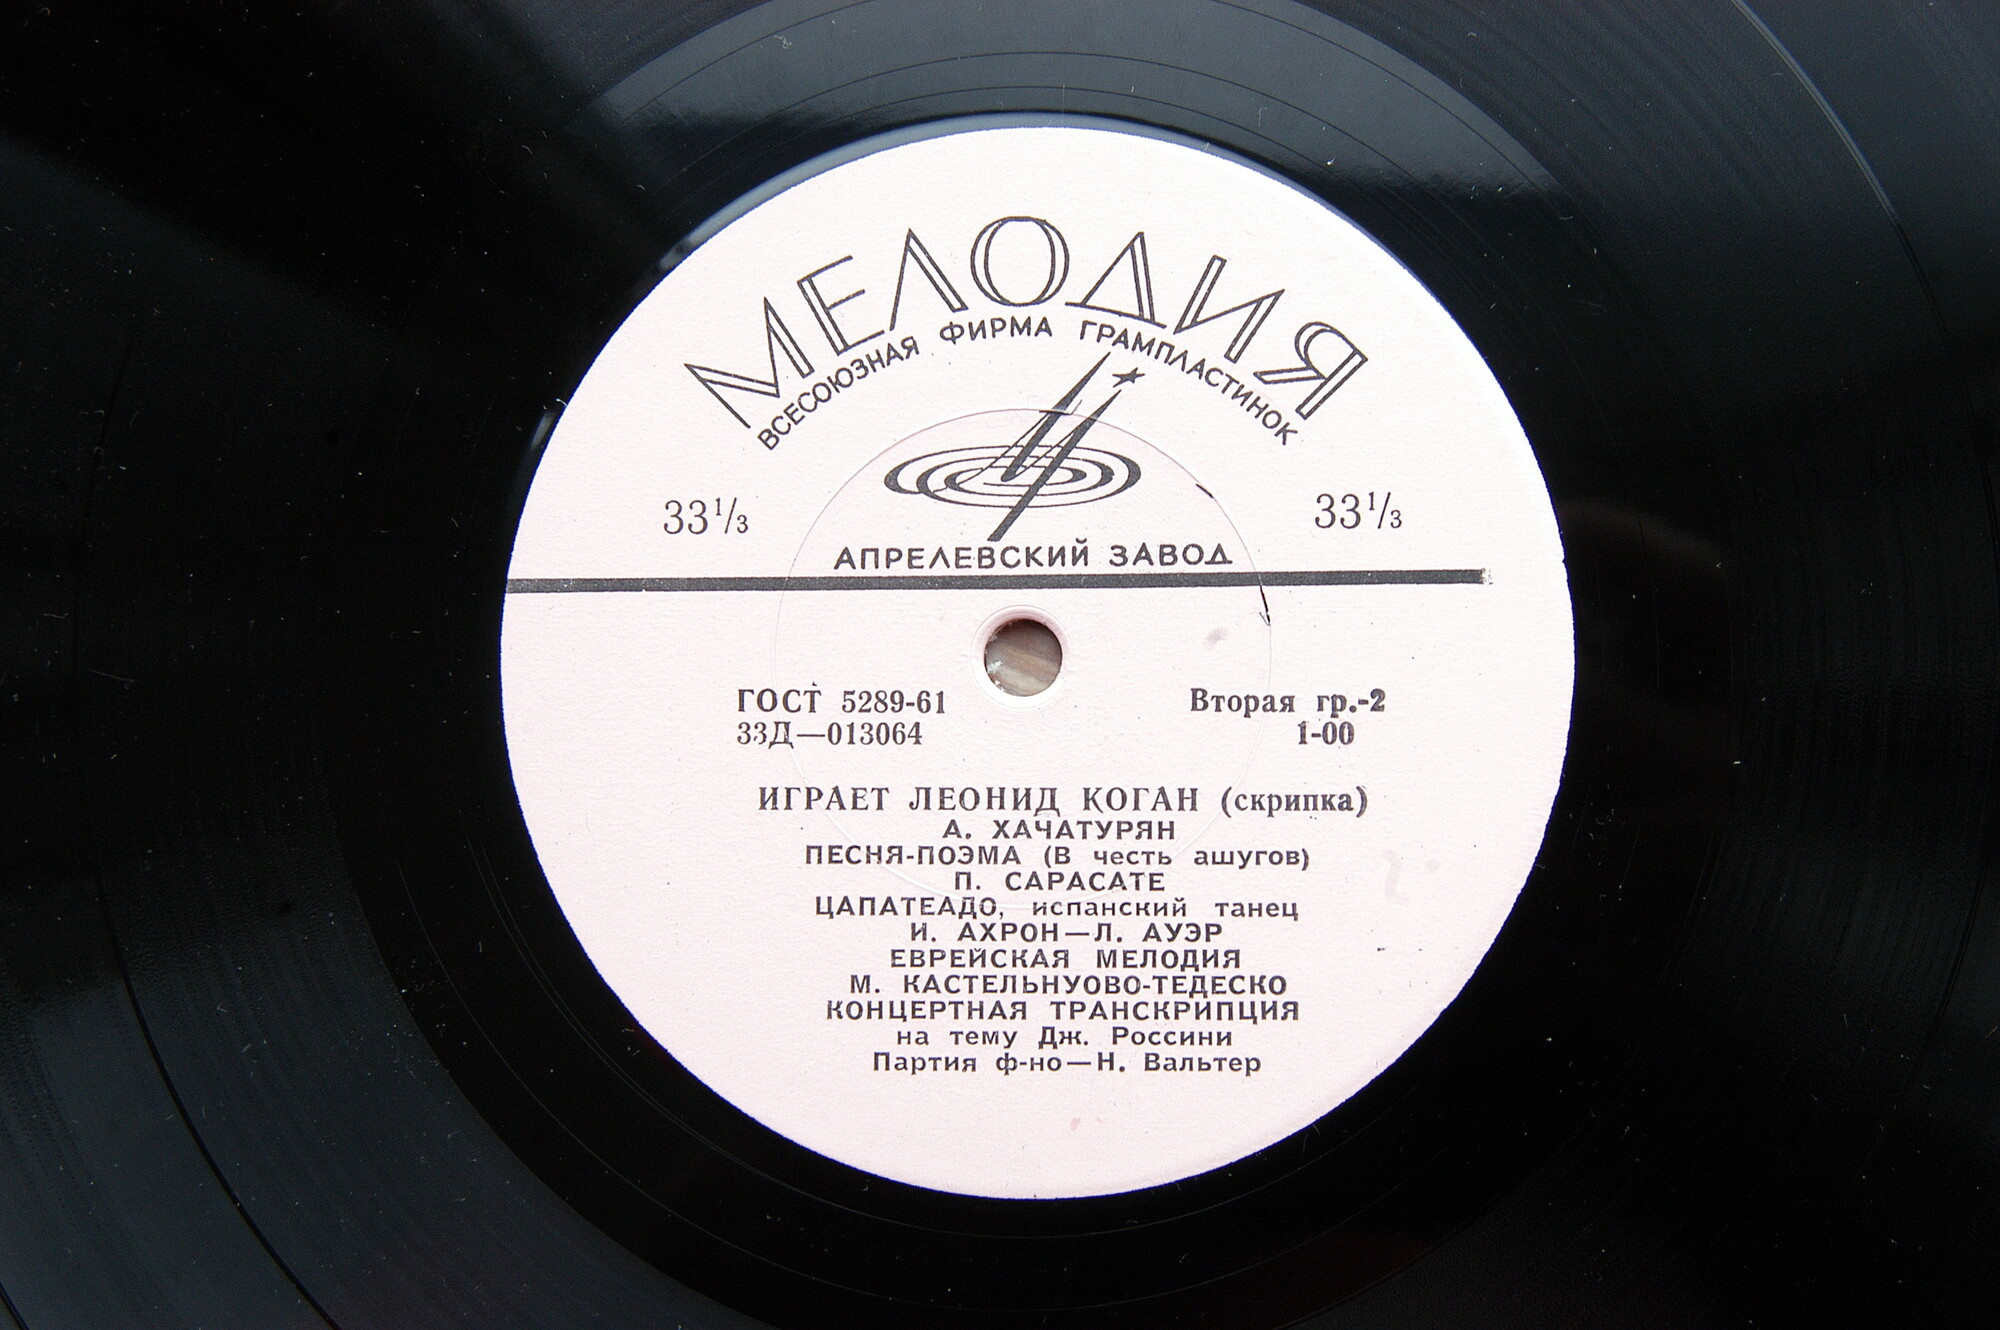 МЕЛОДИЯ
ВСЕСОЮЗНАЯ ФИРМА ГРАМПЛАСТИНОК
33⅓ 33⅓
АПРЕЛЕВСКИЙ ЗАВОД
ГОСТ 5289-61 Вторая гр.-2
33Д—013064 1-00
ИГРАЕТ ЛЕОНИД КОГАН (скрипка)
А. ХАЧАТУРЯН
ПЕСНЯ-ПОЭМА (В честь ашугов)
П. САРАСАТЕ
ЦАПАТЕАДО, испанский танец
И. АХРОН—Л. АУЭР
ЕВРЕЙСКАЯ МЕЛОДИЯ
М. КАСТЕЛЬНУОВО-ТЕДЕСКО
КОНЦЕРТНАЯ ТРАНСКРИПЦИЯ
на тему Дж. Россини
Партия ф-но—Н. Вальтер